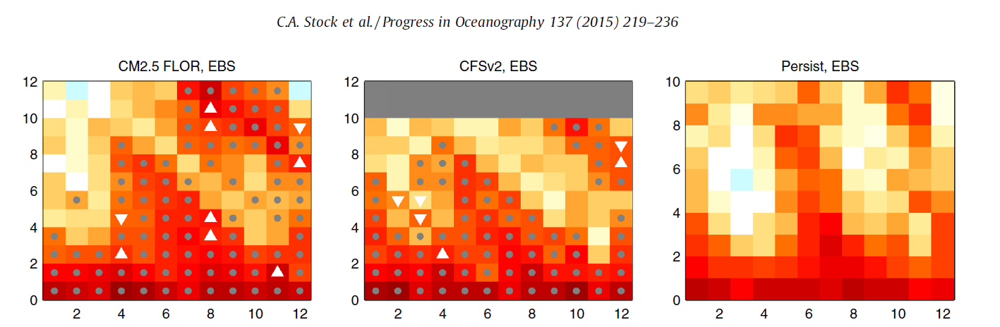 C.A. Stock et al. / Progress in Oceanography 137 (2015) 219–236
CM2.5 FLOR, EBS
CFSv2, EBS
Persist, EBS
12
10
8
6
4
2
0
2 4 6 8 10 12
12
10
8
6
4
2
0
2 4 6 8 10 12
10
8
6
4
2
0
2 4 6 8 10 12